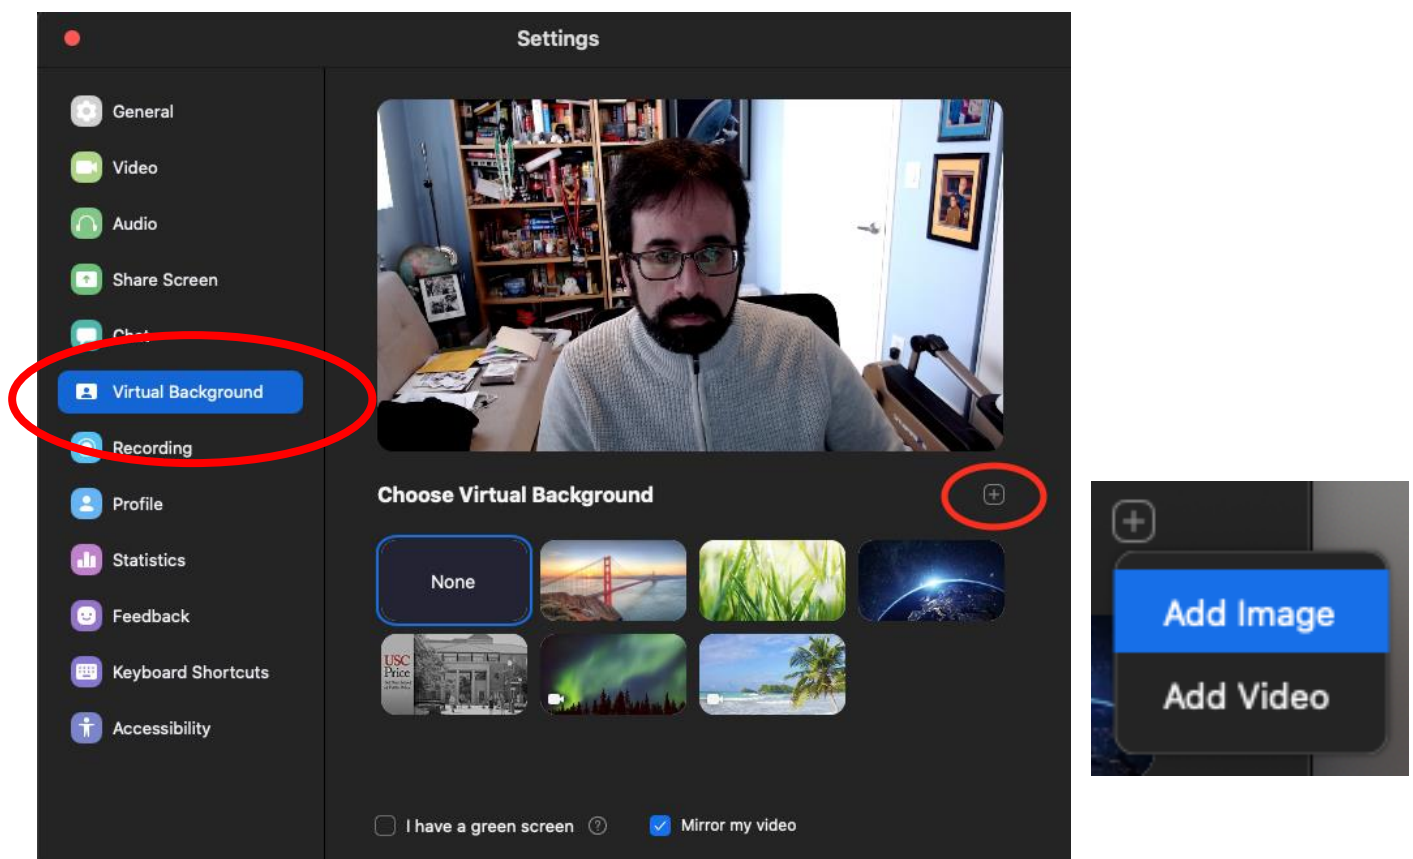 Settings
General
Video
Audio
Share Screen
Chat
Virtual Background
Recording
Profile
Statistics
Feedback
Keyboard Shortcuts
Accessibility
Choose Virtual Background
None
USC
Price
I have a green screen
Mirror my video
Add Image
Add Video